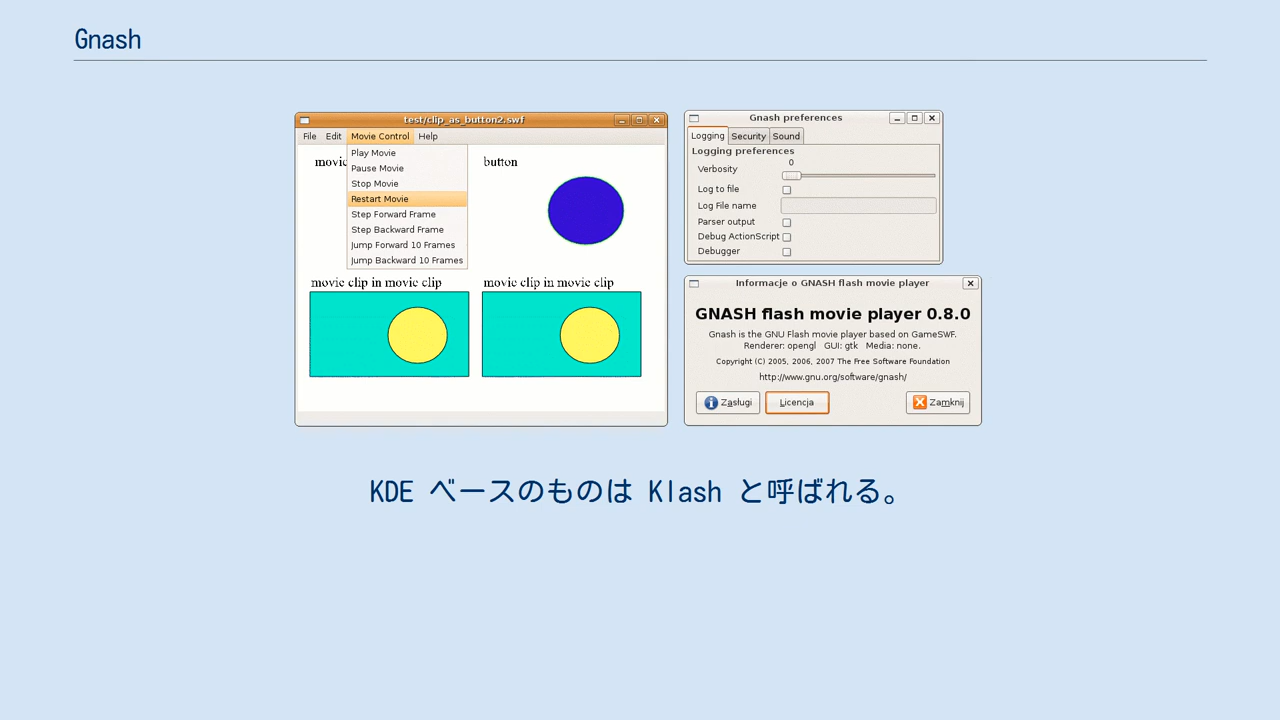 Gnash
test/clip_as_button2.swf
File Edit Movie Control Help
Play Movie
Pause Movie
Stop Movie
Restart Movie
Step Forward Frame
Step Backward Frame
Jump Forward 10 Frames
Jump Backward 10 Frames
button
movie clip in movie clip
movie clip in movie clip
Gnash preferences
Logging Security Sound
Logging preferences
0
Verbosity
Log to file
Log File name
Parser output
Debug ActionScript
Debugger
Informacje o GNASH flash movie player
GNASH flash movie player 0.8.0
Gnash is the GNU Flash movie player based on GameSWF.
Renderer: opengl GUI: gtk Media: none.
Copyright (C) 2005, 2006, 2007 The Free Software Foundation
http://www.gnu.org/software/gnash/
Zasługi Licencja Zamknij
KDE ベースのものは Klash と呼ばれる。